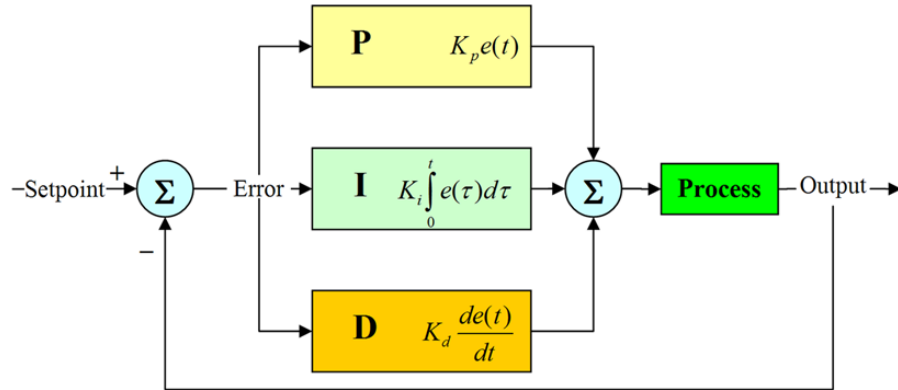 P K_p e(t)
Setpoint + Σ Error I K_i ∫_0^t e(τ)dτ Σ Process Output
−
D K_d de(t)/dt